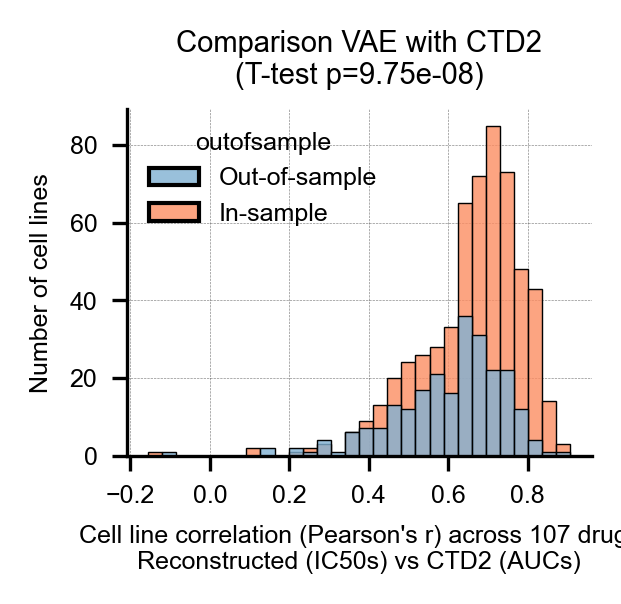 Comparison VAE with CTD2
(T-test p=9.75e-08)
outofsample
Out-of-sample
In-sample
Number of cell lines
80
60
40
20
0
−0.2 0.0 0.2 0.4 0.6 0.8
Cell line correlation (Pearson's r) across 107 drug
Reconstructed (IC50s) vs CTD2 (AUCs)